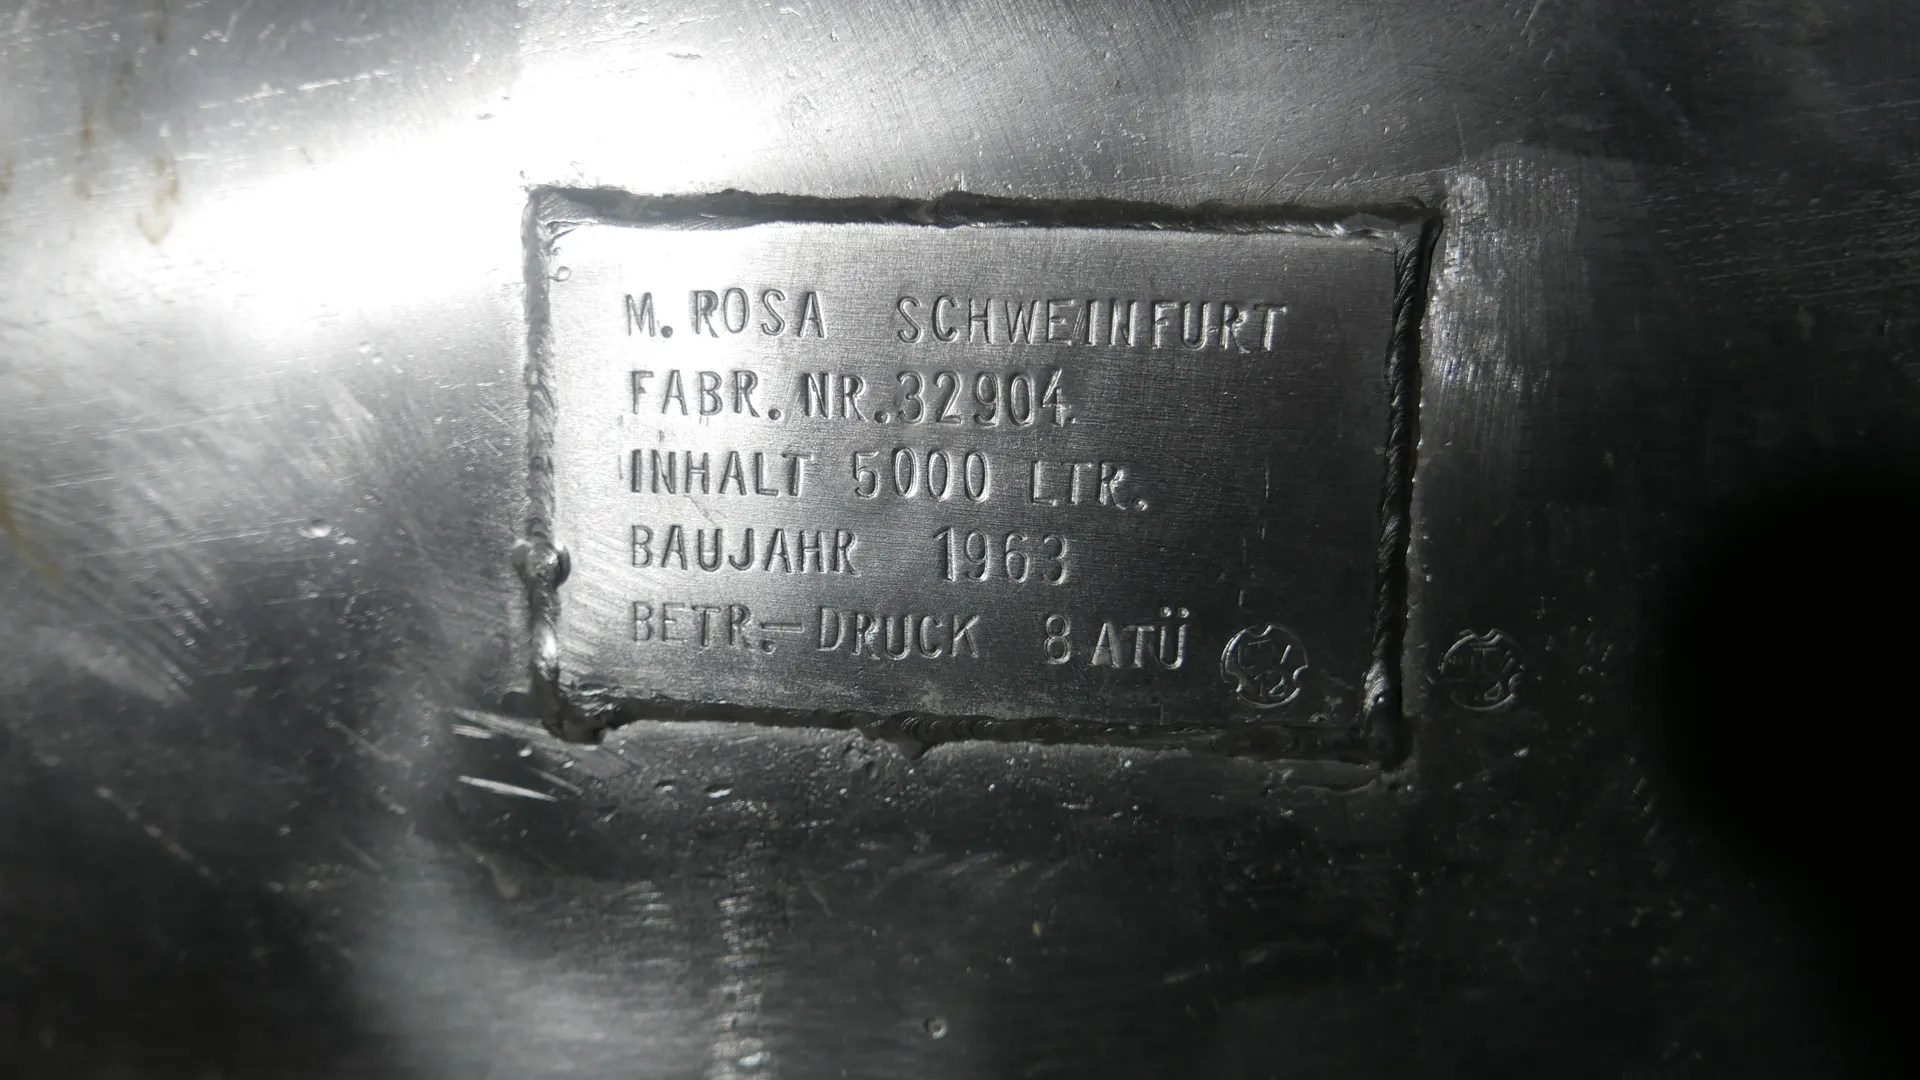 M. ROSA SCHWEINFURT
FABR. NR. 32904
INHALT 5000 LTR.
BAUJAHR 1963
BETR.-DRUCK 8 ATÜ